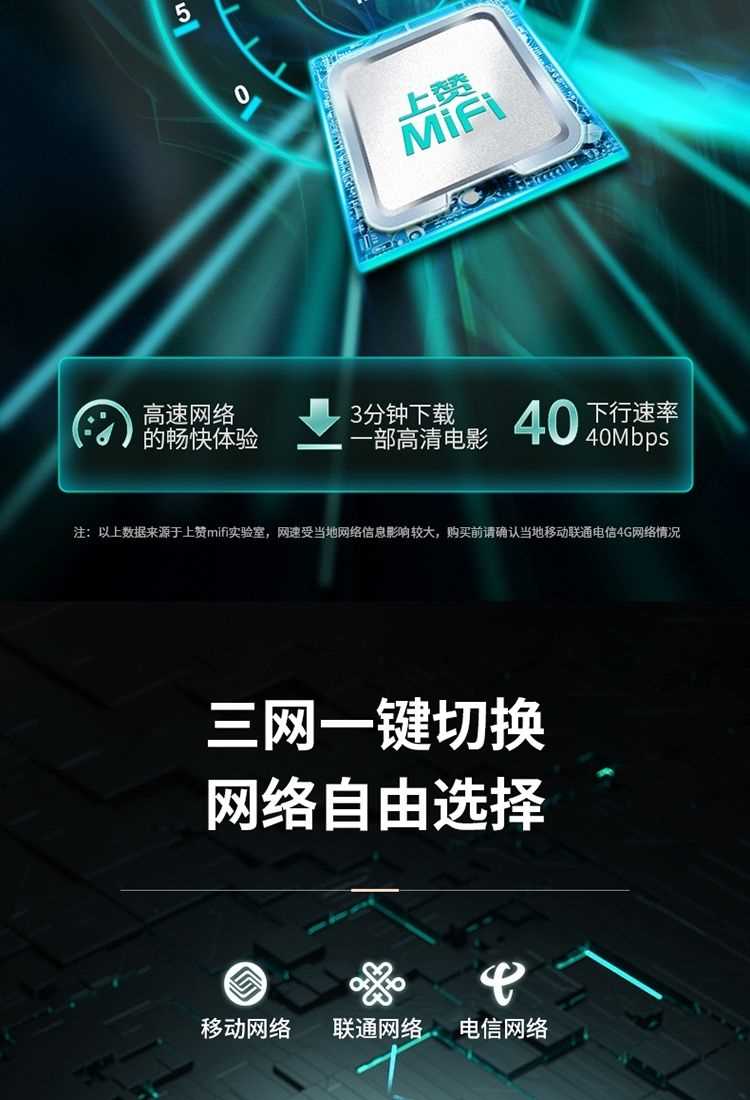 5
0
上赞
MiFi
高速网络
的畅快体验
3分钟下载
一部高清电影
40
下行速率
40Mbps
注：以上数据来源于上赞mifi实验室，网速受当地网络信息影响较大，购买前请确认当地移动联通电信4G网络情况
三网一键切换
网络自由选择
移动网络
联通网络
电信网络